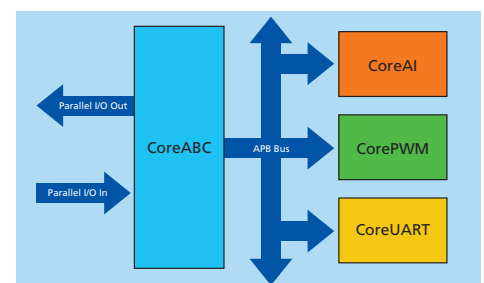 CoreAI
Parallel I/O Out
CoreABC
APB Bus
CorePWM
Parallel I/O In
CoreUART